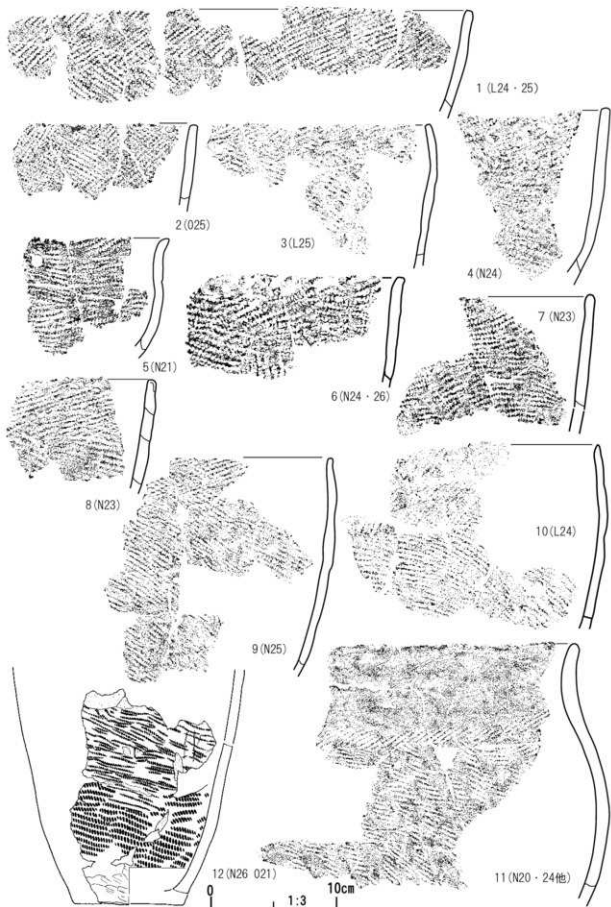 1(L24・25)
2(O25)
3(L25)
4(N24)
5(N21)
6(N24・26)
7(N23)
8(N23)
9(N25)
10(L24)
11(N20・24他)
12(N26 O21)
0 10cm
1:3